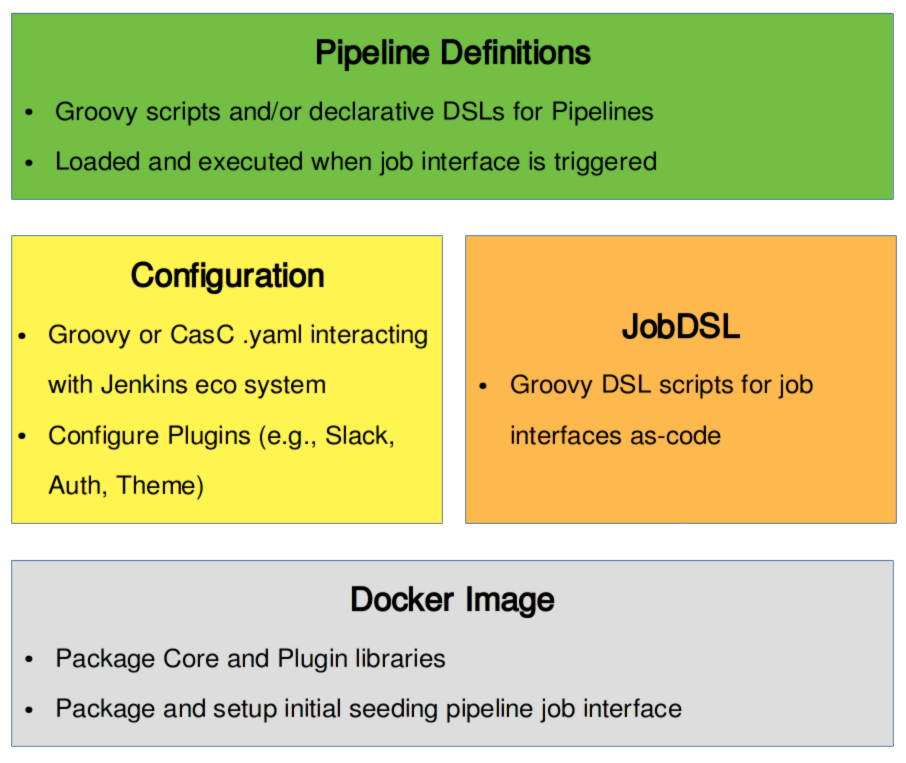 Pipeline Definitions
• Groovy scripts and/or declarative DSLs for Pipelines
• Loaded and executed when job interface is triggered
Configuration
• Groovy or CasC .yaml interacting
with Jenkins eco system
• Configure Plugins (e.g., Slack,
Auth, Theme)
JobDSL
• Groovy DSL scripts for job
interfaces as-code
Docker Image
• Package Core and Plugin libraries
• Package and setup initial seeding pipeline job interface